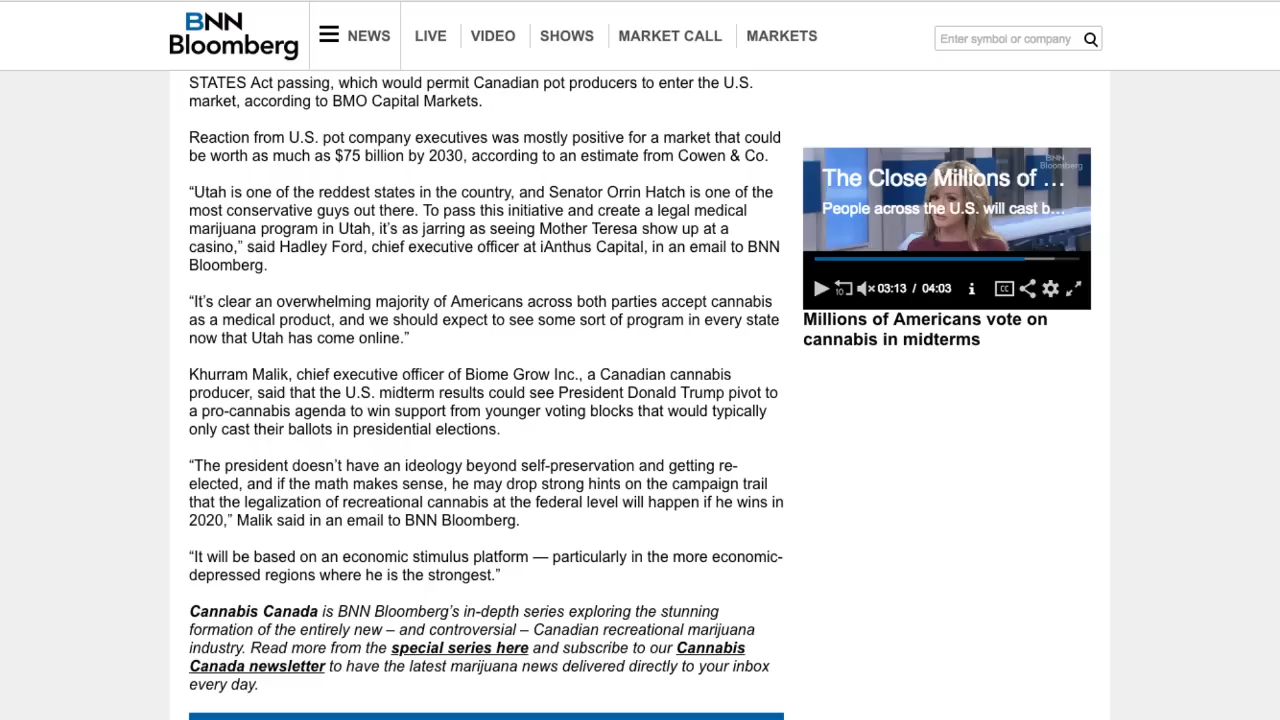 BNN
Bloomberg
NEWS
LIVE
VIDEO
SHOWS
MARKET CALL
MARKETS
Enter symbol or company
STATES Act passing, which would permit Canadian pot producers to enter the U.S.
market, according to BMO Capital Markets.
Reaction from U.S. pot company executives was mostly positive for a market that could
be worth as much as $75 billion by 2030, according to an estimate from Cowen & Co.
“Utah is one of the reddest states in the country, and Senator Orrin Hatch is one of the
most conservative guys out there. To pass this initiative and create a legal medical
marijuana program in Utah, it’s as jarring as seeing Mother Teresa show up at a
casino,” said Hadley Ford, chief executive officer at iAnthus Capital, in an email to BNN
Bloomberg.
“It’s clear an overwhelming majority of Americans across both parties accept cannabis
as a medical product, and we should expect to see some sort of program in every state
now that Utah has come online.”
Khurram Malik, chief executive officer of Biome Grow Inc., a Canadian cannabis
producer, said that the U.S. midterm results could see President Donald Trump pivot to
a pro-cannabis agenda to win support from younger voting blocks that would typically
only cast their ballots in presidential elections.
“The president doesn’t have an ideology beyond self-preservation and getting re-
elected, and if the math makes sense, he may drop strong hints on the campaign trail
that the legalization of recreational cannabis at the federal level will happen if he wins in
2020,” Malik said in an email to BNN Bloomberg.
“It will be based on an economic stimulus platform — particularly in the more economic-
depressed regions where he is the strongest.”
Cannabis Canada is BNN Bloomberg’s in-depth series exploring the stunning
formation of the entirely new – and controversial – Canadian recreational marijuana
industry. Read more from the special series here and subscribe to our Cannabis
Canada newsletter to have the latest marijuana news delivered directly to your inbox
every day.
BNN
Bloomberg
The Close Millions of ...
People across the U.S. will cast b...
10
03:13 / 04:03
i
CC
Millions of Americans vote on
cannabis in midterms